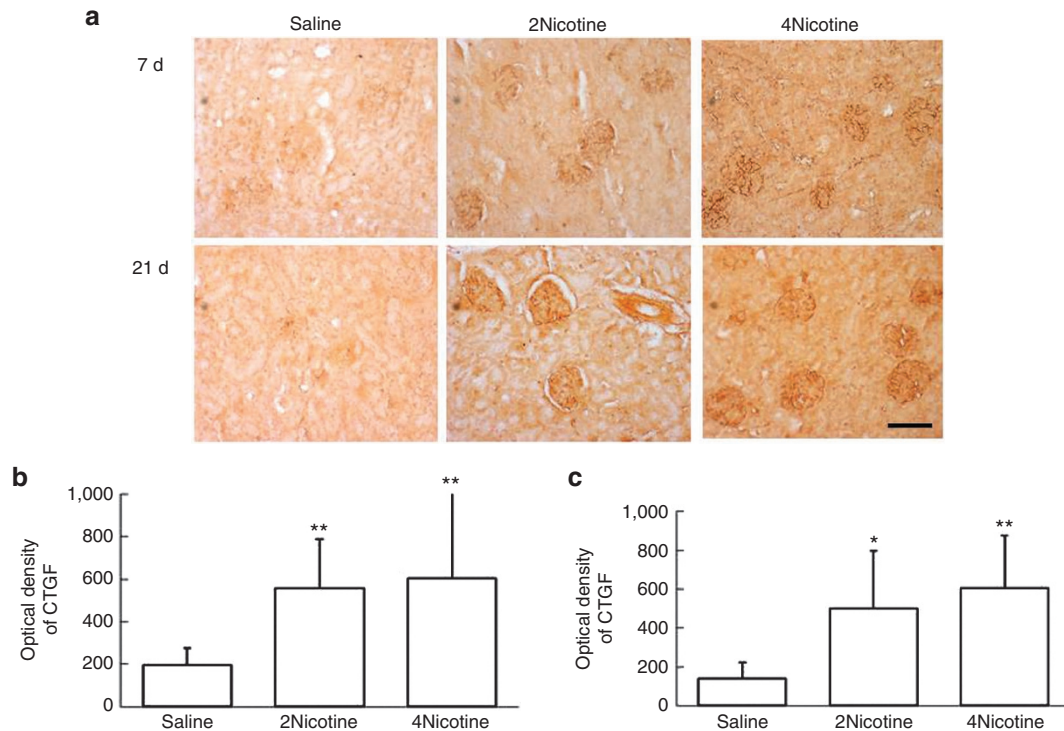 a
Saline 2Nicotine 4Nicotine
7 d
21 d
b
Optical density
of CTGF
1,000
800
600
400
200
0
**
**
Saline 2Nicotine 4Nicotine
c
Optical density
of CTGF
1,000
800
600
400
200
0
*
**
Saline 2Nicotine 4Nicotine